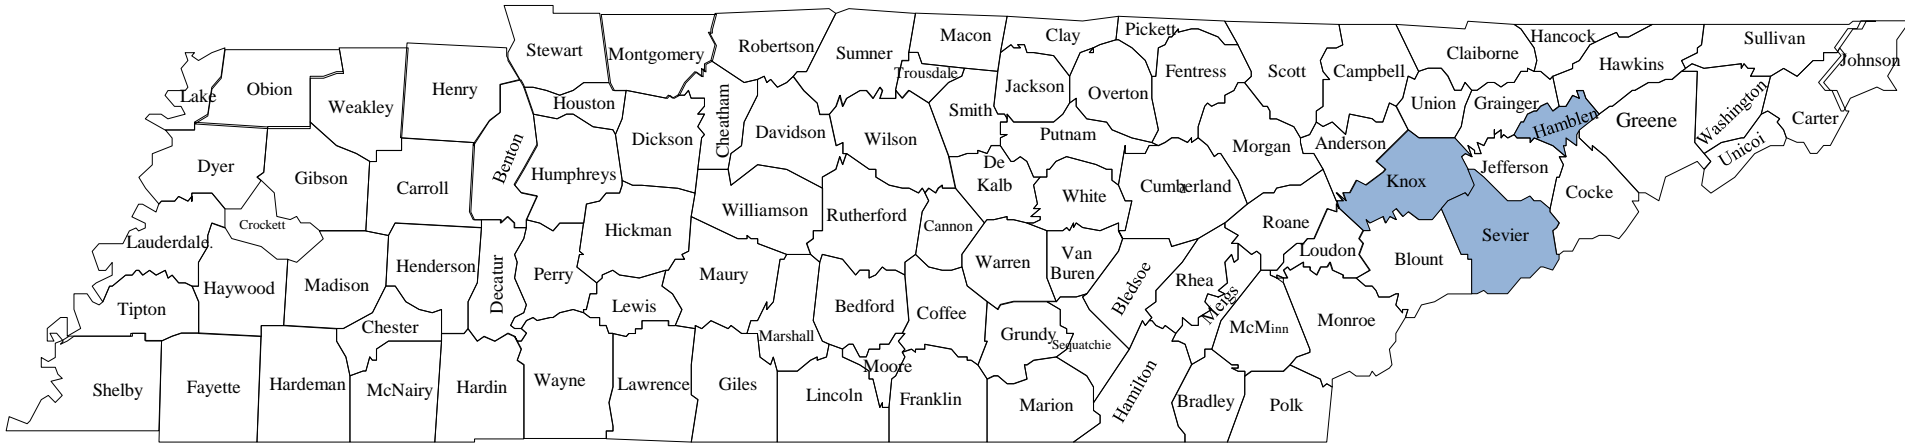 Stewart
Montgomery
Robertson
Sumner
Macon
Clay
Pickett
Hancock
Sullivan
Lake
Obion
Weakley
Henry
Houston
Cheatham
Trousdale
Jackson
Overton
Fentress
Scott
Campbell
Claiborne
Hawkins
Johnson
Dickson
Davidson
Wilson
Smith
Putnam
Morgan
Anderson
Union
Grainger
Hamblen
Greene
Washington
Carter
Unicoi
Dyer
Gibson
Carroll
Benton
Humphreys
De
Kalb
White
Cumberland
d
Knox
Jefferson
Cocke
Crockett
Williamson
Rutherford
Cannon
Hickman
Roane
Loudon
Sevier
Lauderdale.
Haywood
Madison
Henderson
Decatur
Perry
Maury
Warren
Van
Buren
Bledsoe
Rhea
Meigs
Blount
Tipton
Chester
Lewis
Marshall
Bedford
Coffee
Grundy
Sequatchie
McMinn
Monroe
Shelby
Fayette
Hardeman
McNairy
Hardin
Wayne
Lawrence
Giles
Lincoln
Moore
Franklin
Marion
Hamilton
Bradley
Polk